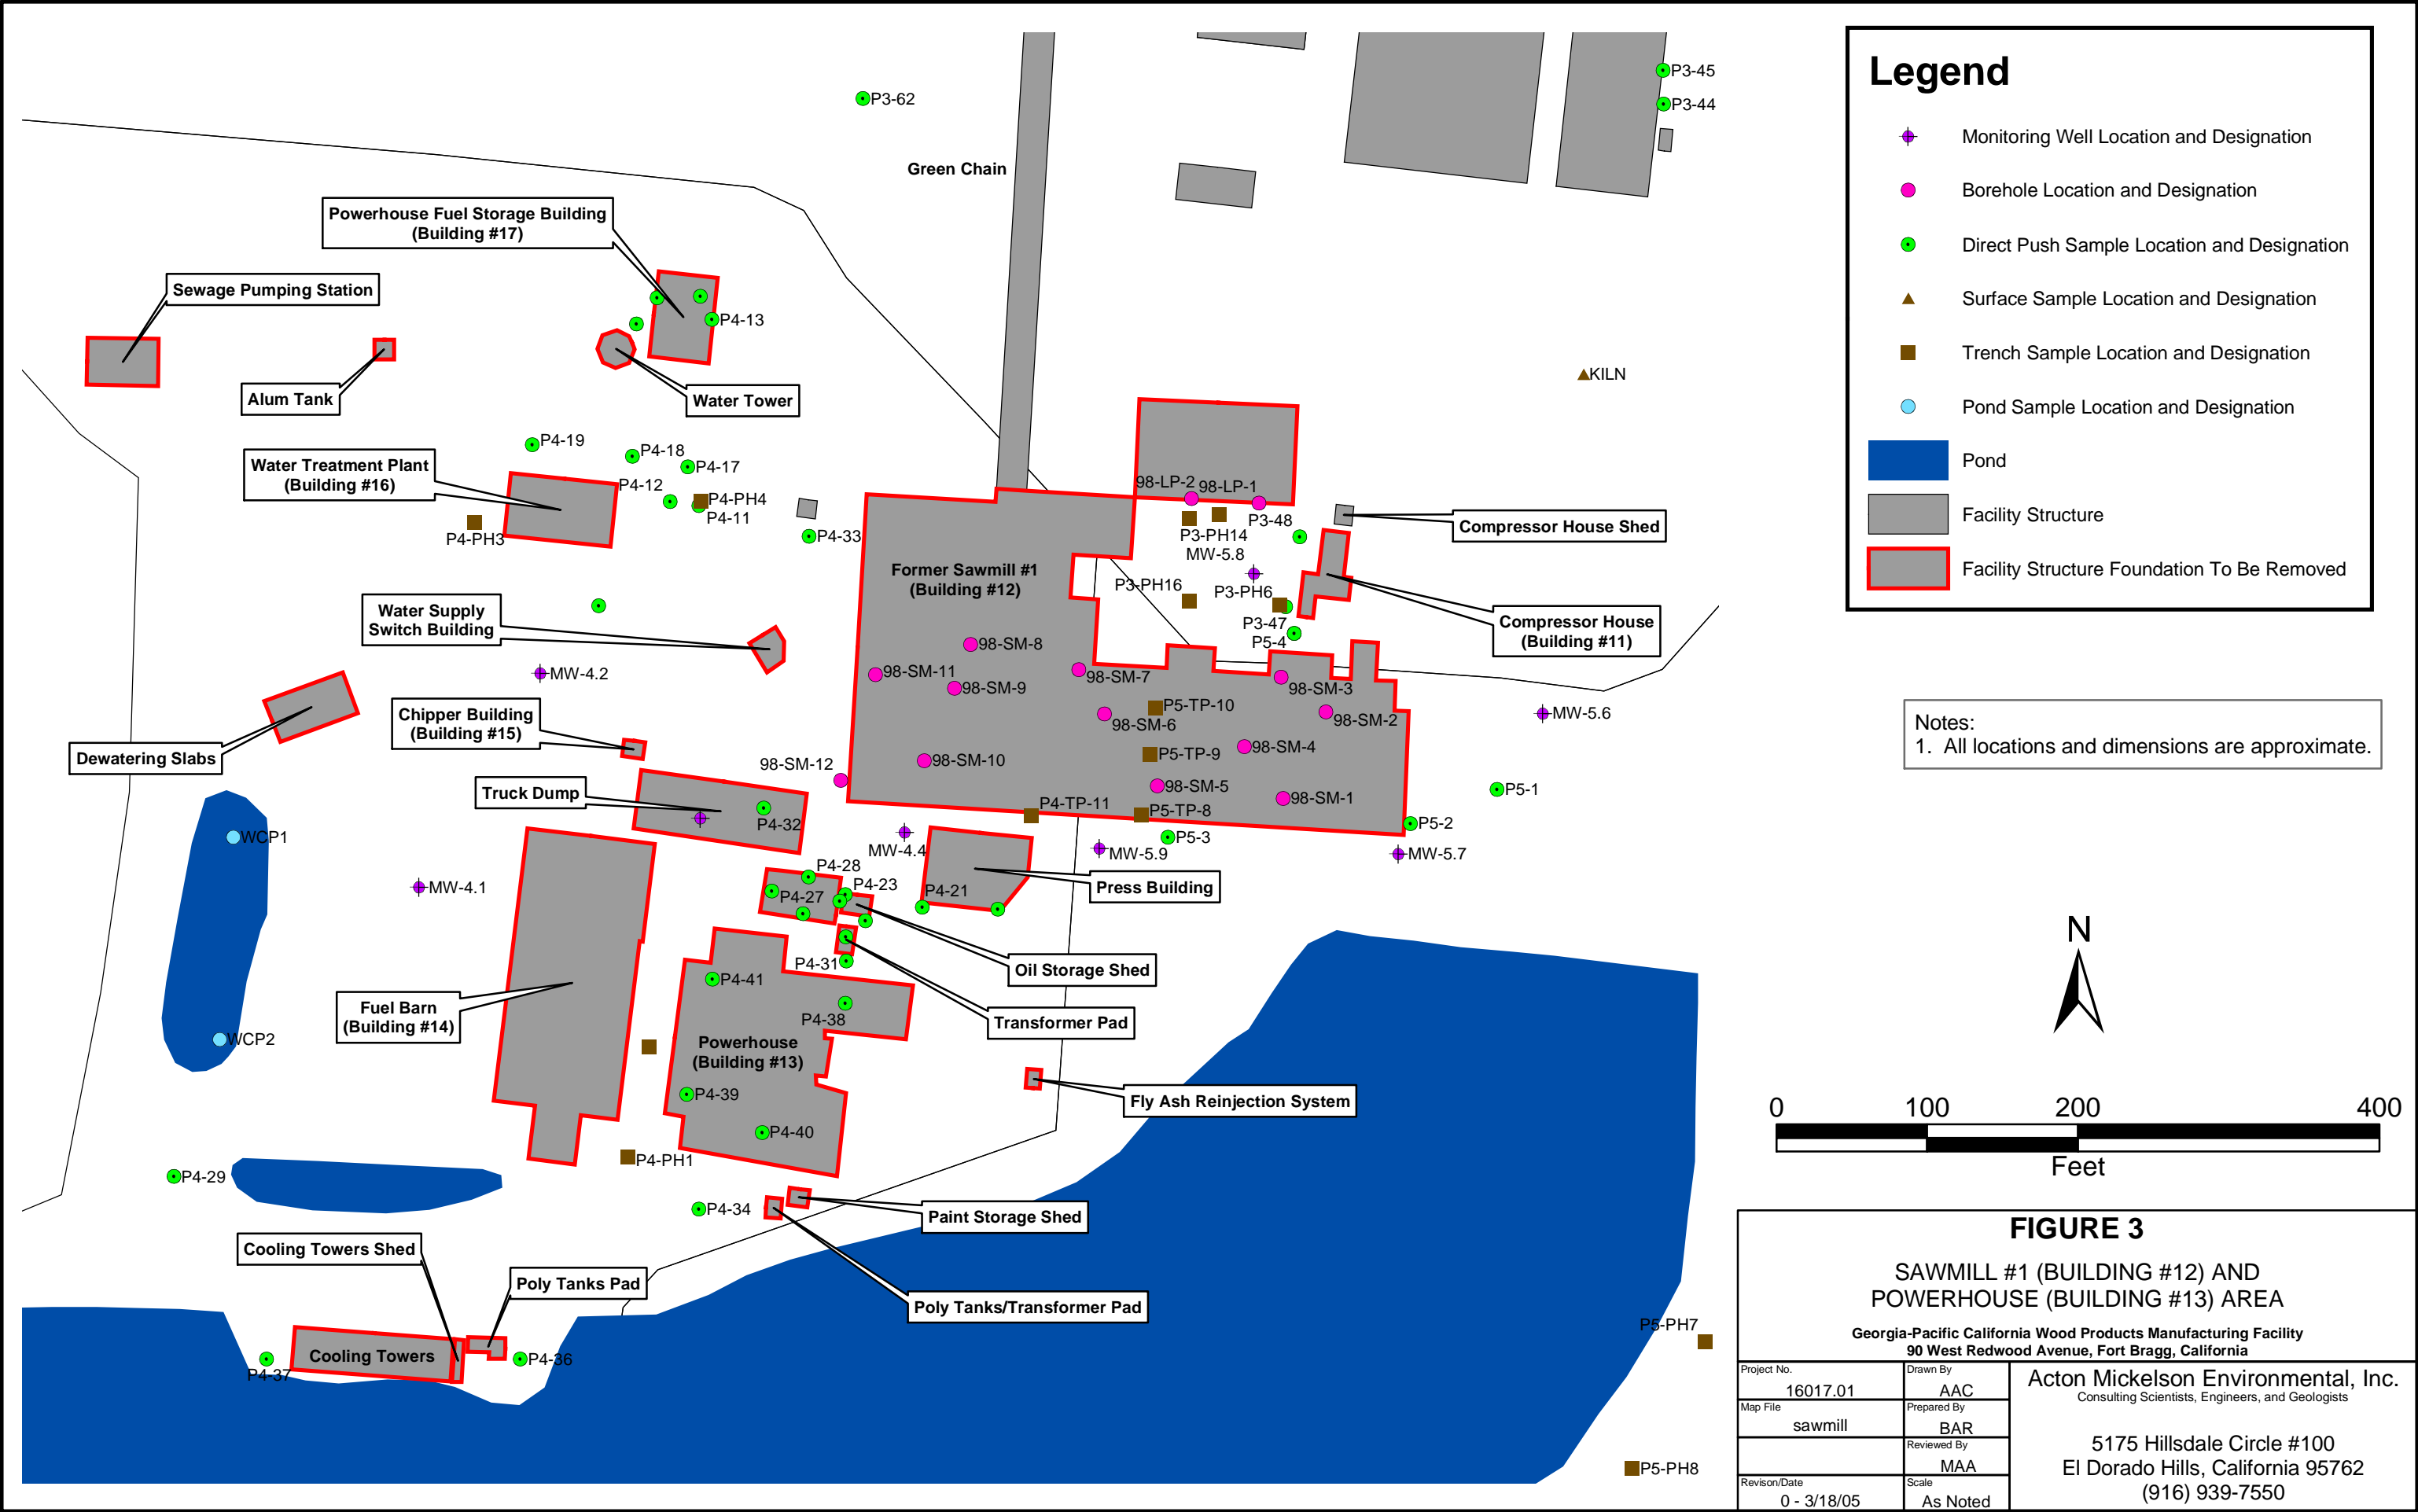 P3-62
P3-45
P3-44
Green Chain
Powerhouse Fuel Storage Building
(Building #17)
Sewage Pumping Station
P4-13
Alum Tank
Water Tower
KILN
P4-19
P4-18
P4-17
Water Treatment Plant
(Building #16)
P4-12
P4-PH4
P4-11
P4-PH3
P4-33
98-LP-2
98-LP-1
P3-48
P3-PH14
MW-5.8
Compressor House Shed
Former Sawmill #1
(Building #12)
P3-PH16
P3-PH6
P3-47
P5-4
Compressor House
(Building #11)
Water Supply
Switch Building
98-SM-8
98-SM-11
98-SM-9
98-SM-7
98-SM-3
MW-4.2
P5-TP-10
98-SM-6
98-SM-2
MW-5.6
Chipper Building
(Building #15)
Dewatering Slabs
98-SM-4
P5-TP-9
98-SM-10
98-SM-12
98-SM-5
98-SM-1
P5-1
Truck Dump
P4-TP-11
P5-TP-8
P4-32
P5-2
P5-3
WCP1
MW-4.4
MW-5.9
MW-5.7
P4-28
P4-23
P4-27
P4-21
Press Building
MW-4.1
P4-31
Oil Storage Shed
P4-41
Fuel Barn
(Building #14)
P4-38
Transformer Pad
WCP2
Powerhouse
(Building #13)
P4-39
Fly Ash Reinjection System
P4-40
P4-PH1
P4-29
P4-34
Paint Storage Shed
Cooling Towers Shed
Poly Tanks Pad
Poly Tanks/Transformer Pad
Cooling Towers
P4-36
P4-37
P5-PH7
P5-PH8
Legend
Monitoring Well Location and Designation
Borehole Location and Designation
Direct Push Sample Location and Designation
Surface Sample Location and Designation
Trench Sample Location and Designation
Pond Sample Location and Designation
Pond
Facility Structure
Facility Structure Foundation To Be Removed
Notes:
1. All locations and dimensions are approximate.
N
0 100 200 400
Feet
FIGURE 3
SAWMILL #1 (BUILDING #12) AND
POWERHOUSE (BUILDING #13) AREA
Georgia-Pacific California Wood Products Manufacturing Facility
90 West Redwood Avenue, Fort Bragg, California
Project No.
16017.01
Drawn By
AAC
Map File
sawmill
Prepared By
BAR
Reviewed By
MAA
Revison/Date
0 - 3/18/05
Scale
As Noted
Acton Mickelson Environmental, Inc.
Consulting Scientists, Engineers, and Geologists
5175 Hillsdale Circle #100
El Dorado Hills, California 95762
(916) 939-7550